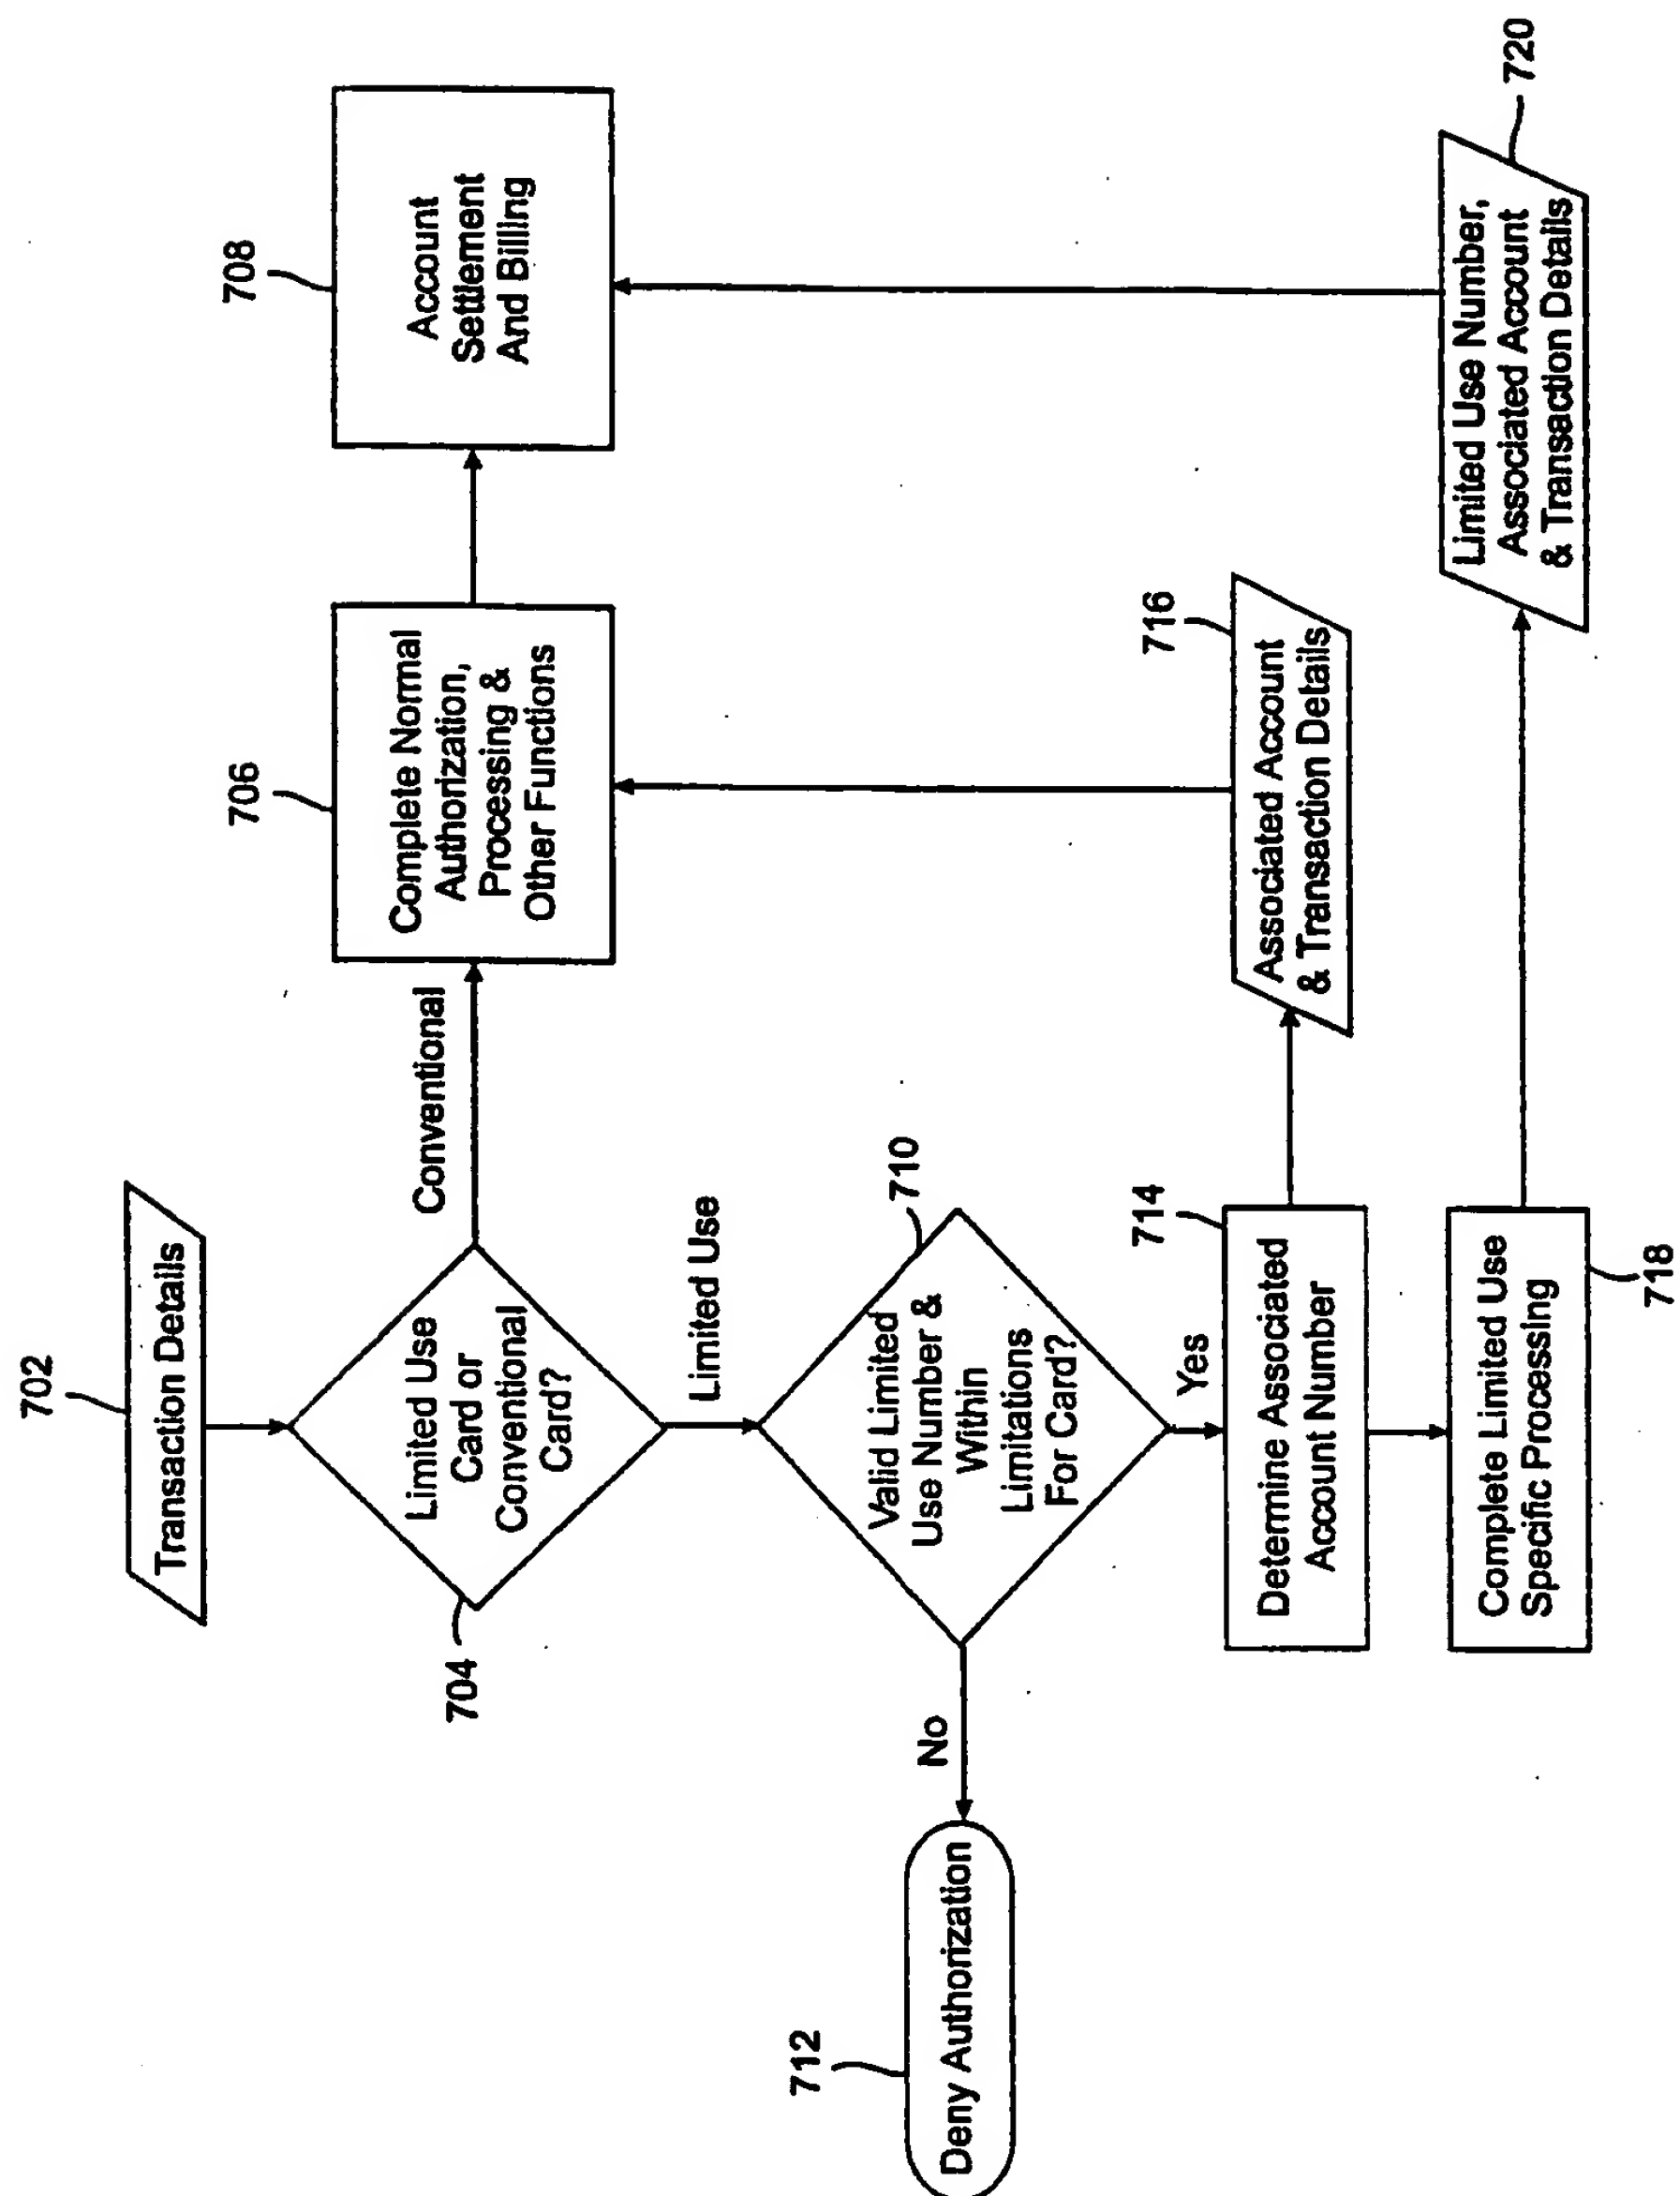 702
Transaction Details
704
Limited Use
Card or
Conventional
Card?
Conventional
706
Complete Normal
Authorization,
Processing &
Other Functions
708
Account
Settlement
And Billing
Limited Use
710
Valid Limited
Use Number &
Within
Limitations
For Card?
No
712
Deny Authorization
Yes
714
Determine Associated
Account Number
716
Associated Account
& Transaction Details
Complete Limited Use
Specific Processing
718
720
Limited Use Number,
Associated Account
& Transaction Details